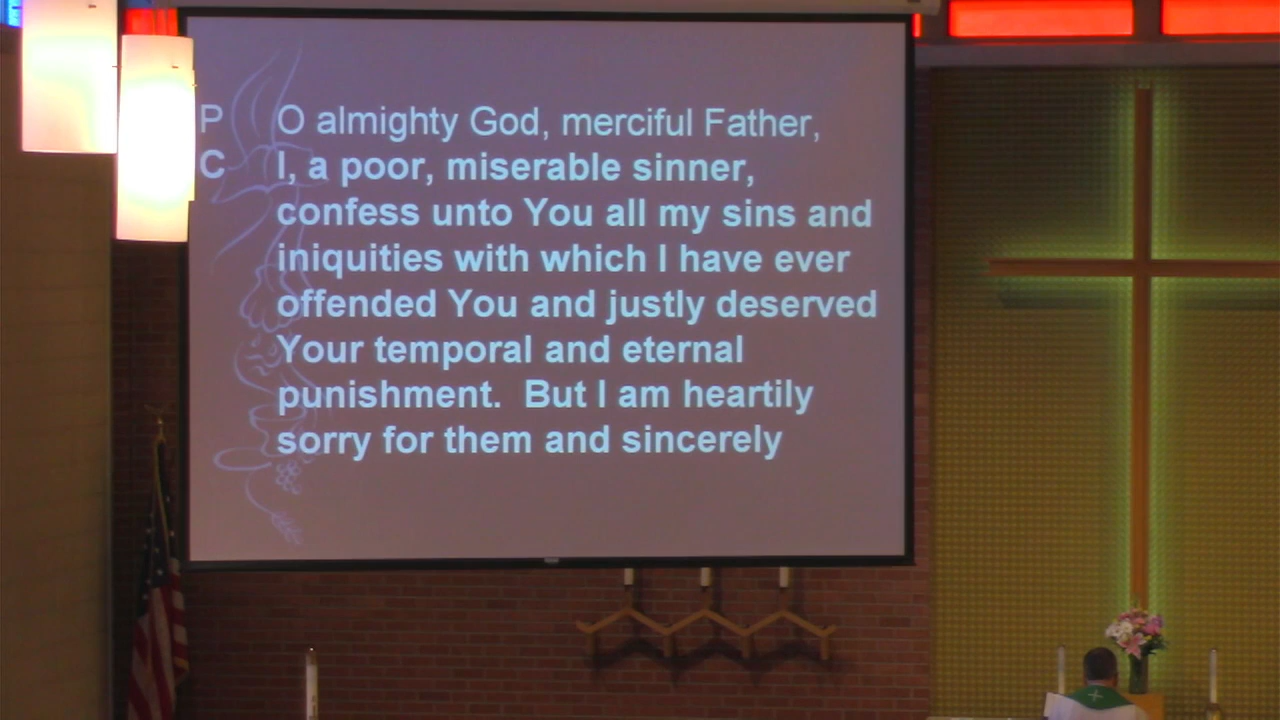 P O almighty God, merciful Father,
C I, a poor, miserable sinner,
confess unto You all my sins and
iniquities with which I have ever
offended You and justly deserved
Your temporal and eternal
punishment.  But I am heartily
sorry for them and sincerely